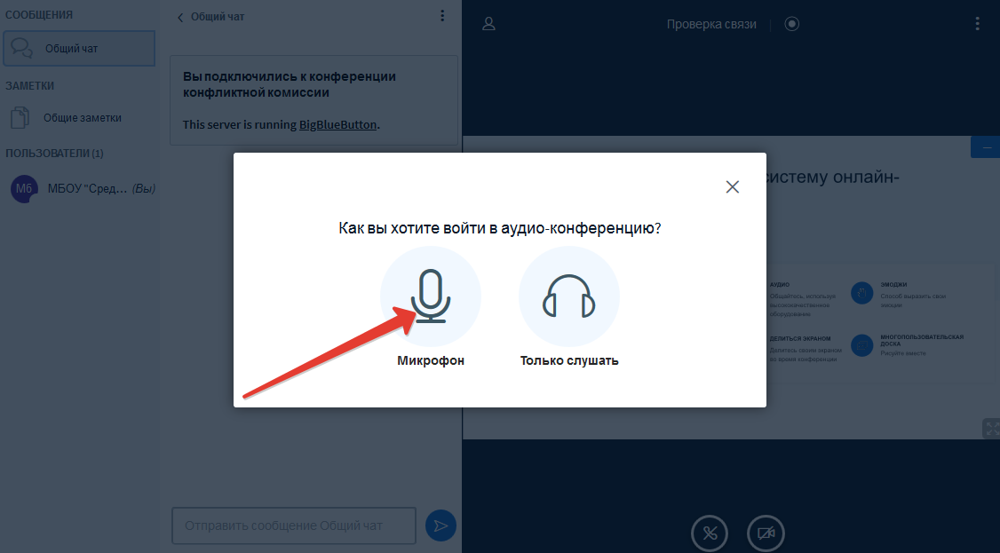 СООБЩЕНИЯ
Общий чат
ЗАМЕТКИ
Общие заметки
ПОЛЬЗОВАТЕЛИ (1)
Мб
МБОУ "Сред... (Вы)
Общий чат
Вы подключились к конференции
конфликтной комиссии
This server is running BigBlueButton.
Отправить сообщение Общий чат
Проверка связи
систему онлайн-
АУДИО
Общайтесь, используя
высококачественное
оборудование
ЭМОДЖИ
Способ выразить свои
эмоции
ДЕЛИТЬСЯ ЭКРАНОМ
Делитесь своим экраном
во время конференции
МНОГОПОЛЬЗОВАТЕЛЬСКАЯ
ДОСКА
Рисуйте вместе
Как вы хотите войти в аудио-конференцию?
Микрофон
Только слушать